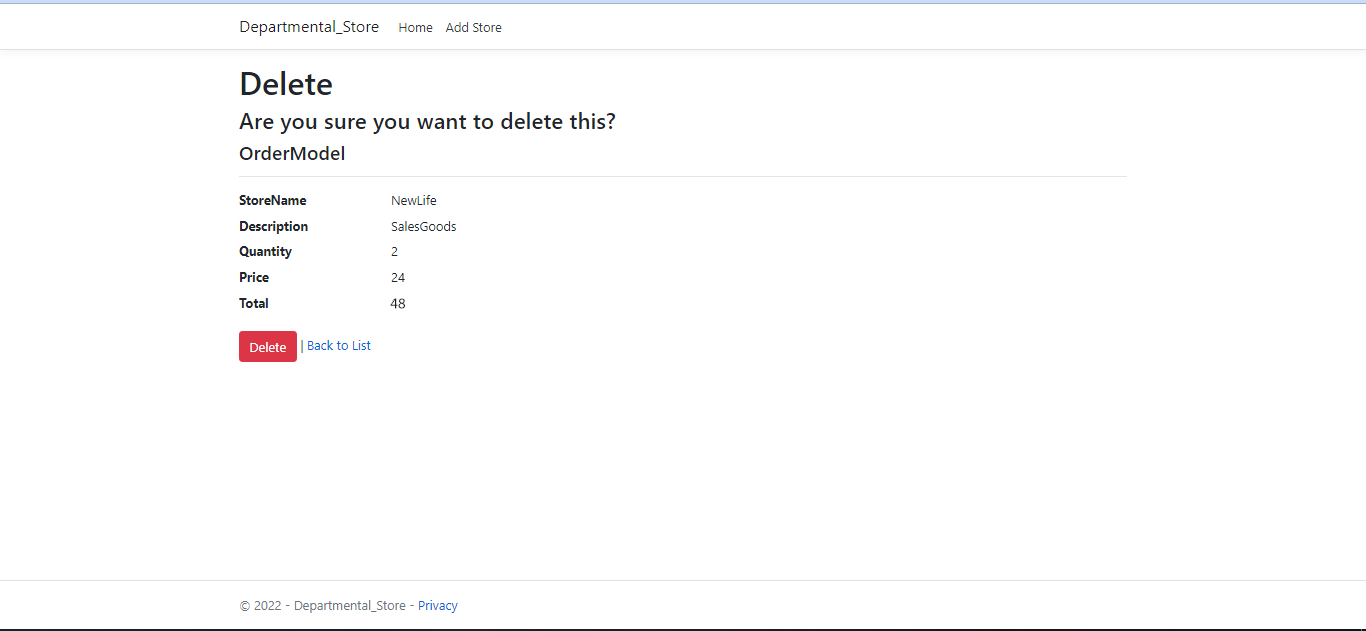 Departmental_Store Home Add Store
Delete
Are you sure you want to delete this?
OrderModel
StoreName NewLife
Description SalesGoods
Quantity 2
Price 24
Total 48
Delete | Back to List
© 2022 - Departmental_Store - Privacy